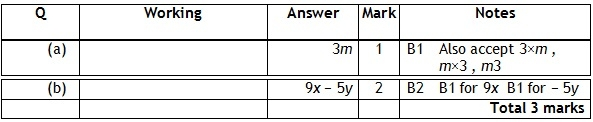 Q Working Answer Mark Notes
(a) 3m 1 B1 Also accept 3×m ,
m×3 , m3
(b) 9x – 5y 2 B2 B1 for 9x B1 for – 5y
Total 3 marks